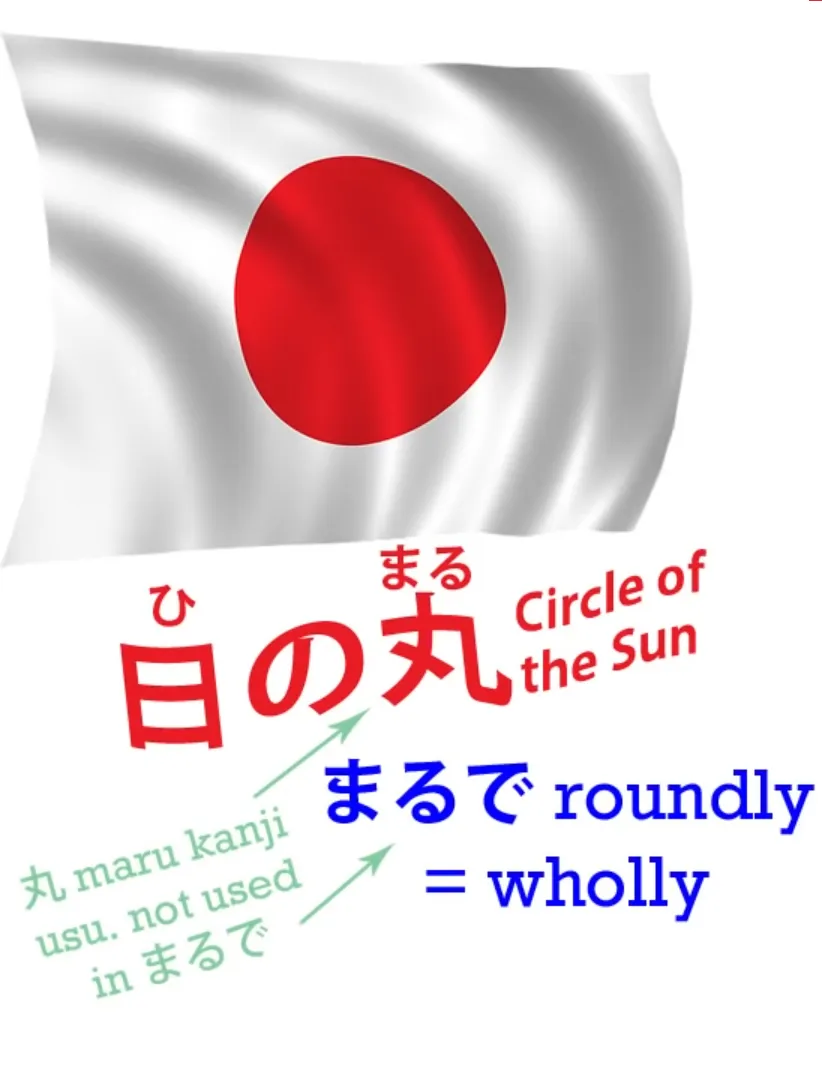 ひ
まる
日の丸
Circle of
the Sun
まるで roundly
= wholly
丸 maru kanji
usu. not used
in まるで